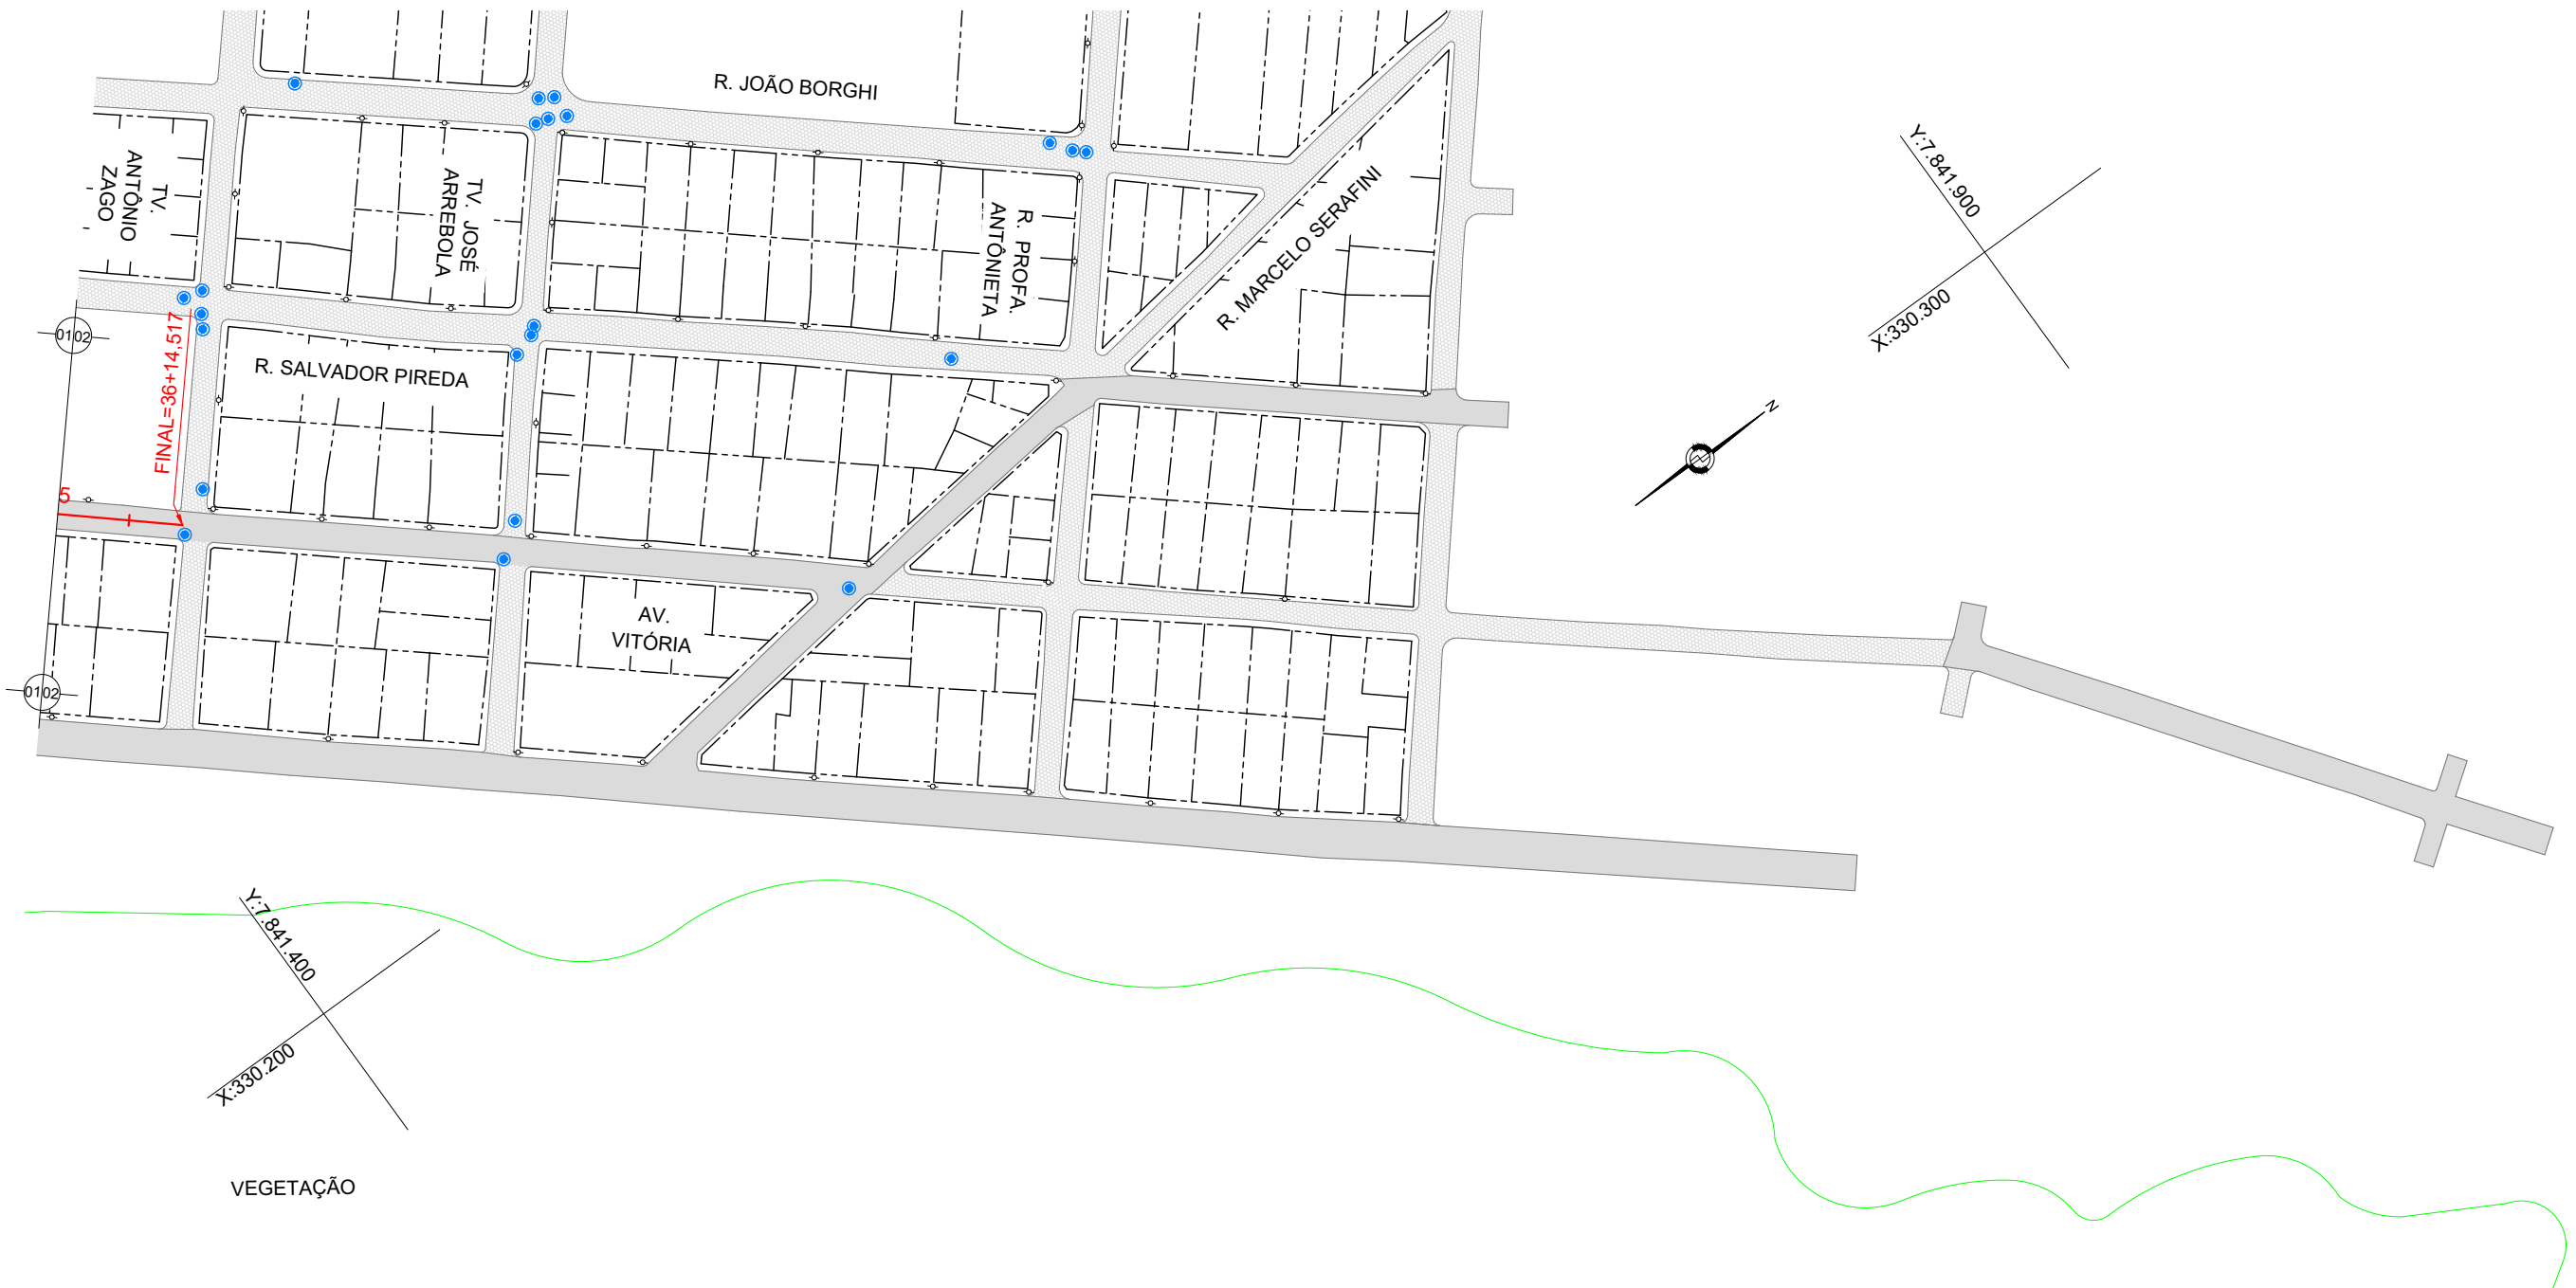 R. JOÃO BORGHI
TV.
ANTÔNIO
ZAGO
TV. JOSÉ
ARREBOLA
R. PROFA.
ANTÔNIETA
R. MARCELO SERAFINI
Y:7.841.900
X:330.300
0102
FINAL=36+14,517
R. SALVADOR PIREDA
N
5
AV.
VITÓRIA
0102
Y:7.841.400
X:330.200
VEGETAÇÃO